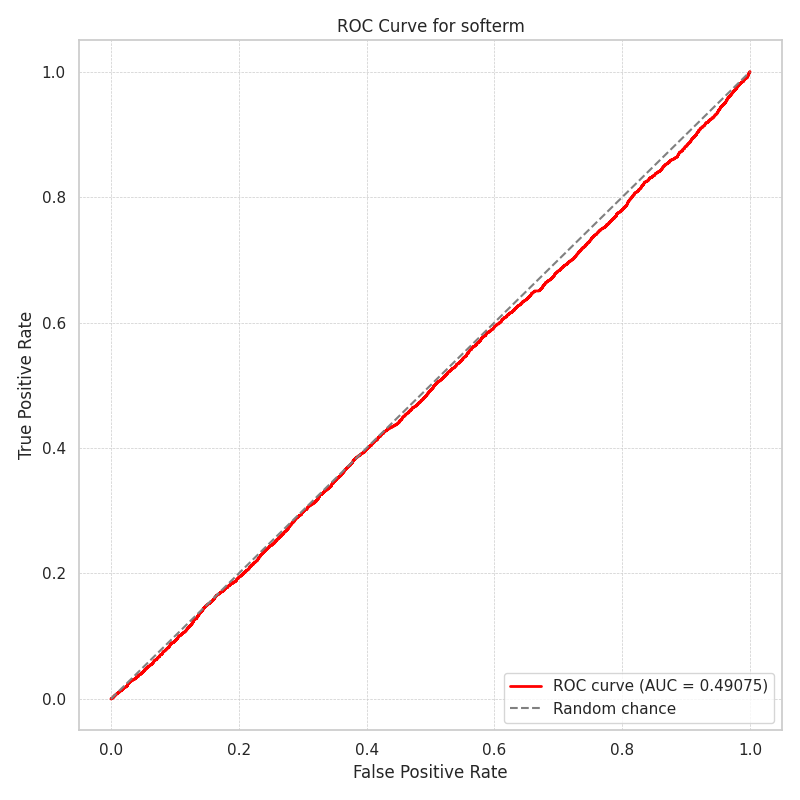 ROC Curve for softerm
True Positive Rate
1.0
0.8
0.6
0.4
0.2
0.0
ROC curve (AUC = 0.49075)
Random chance
0.0 0.2 0.4 0.6 0.8 1.0
False Positive Rate